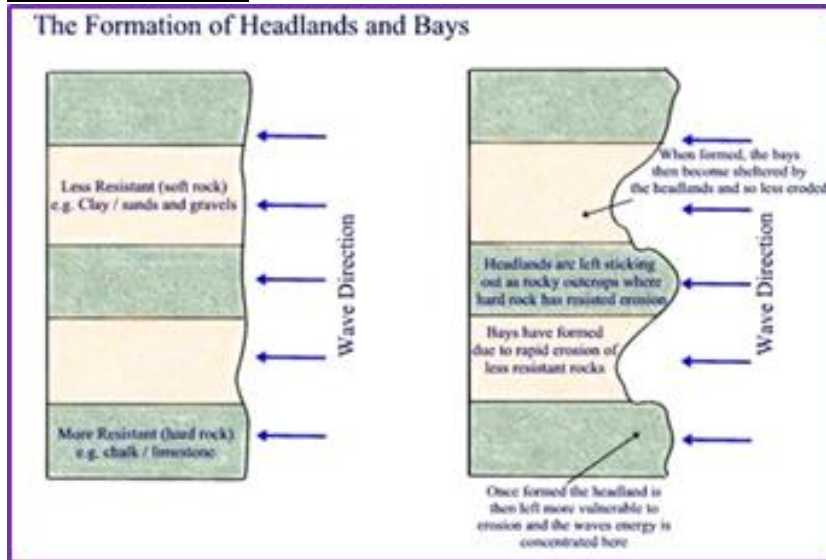 The Formation of Headlands and Bays
Less Resistant (soft rock)
e.g. Clay / sands and gravels
More Resistant (hard rock)
e.g. chalk / limestone
Wave Direction
When formed, the bays
then become sheltered by
the headlands and so less eroded
Headlands are left sticking
out as rocky outcrops where
hard rock has resisted erosion
Bays have formed
due to rapid erosion of
less resistant rocks
Once formed the headland is
then left more vulnerable to
erosion and the waves energy is
concentrated here
Wave Direction